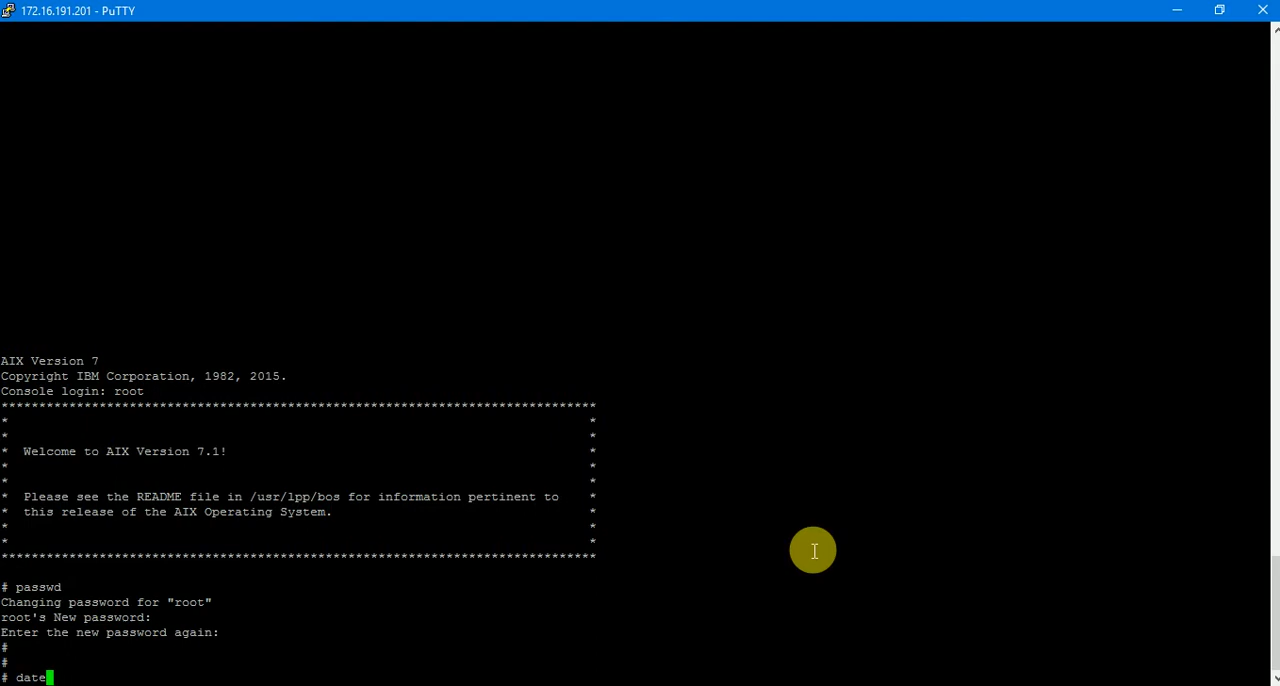 172.16.191.201 - PuTTY
AIX Version 7
Copyright IBM Corporation, 1982, 2015.
Console login: root
*******************************************************************************
*                                                                             *
*                                                                             *
*  Welcome to AIX Version 7.1!                                                *
*                                                                             *
*                                                                             *
*  Please see the README file in /usr/lpp/bos for information pertinent to    *
*  this release of the AIX Operating System.                                  *
*                                                                             *
*                                                                             *
*******************************************************************************
# passwd
Changing password for "root"
root's New password:
Enter the new password again:
#
#
# date